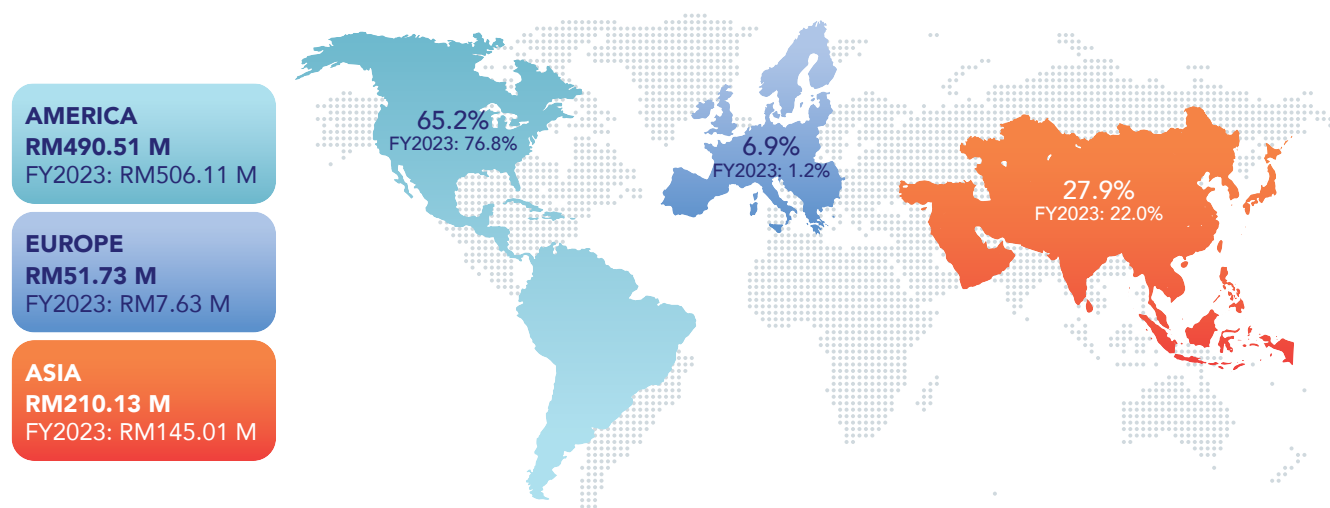 AMERICA
RM490.51 M
FY2023: RM506.11 M
EUROPE
RM51.73 M
FY2023: RM7.63 M
ASIA
RM210.13 M
FY2023: RM145.01 M
65.2%
FY2023: 76.8%
6.9%
FY2023: 1.2%
27.9%
FY2023: 22.0%